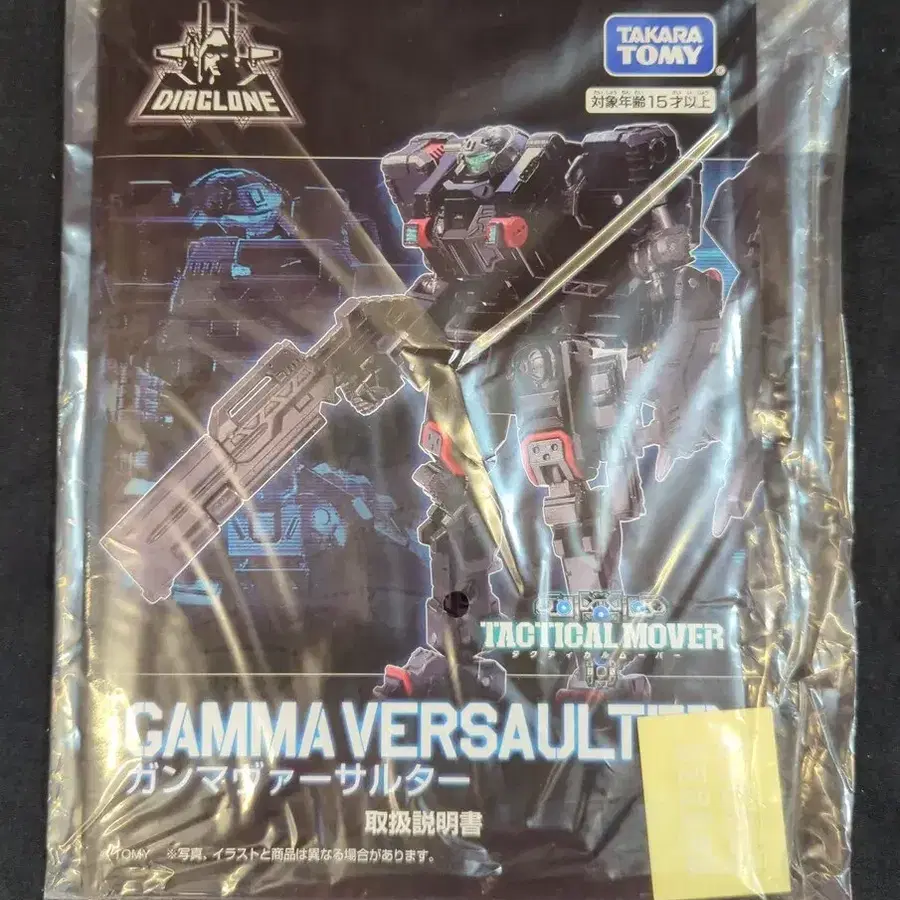 DIACLONE
TAKARA
TOMY
対象年齢15才以上
TACTICAL MOVER
タクティカルムーバー
GAMMA VERSAULTER
ガンマヴァーサルター
取扱説明書
TOMY ※写真、イラストと商品は異なる場合があります。